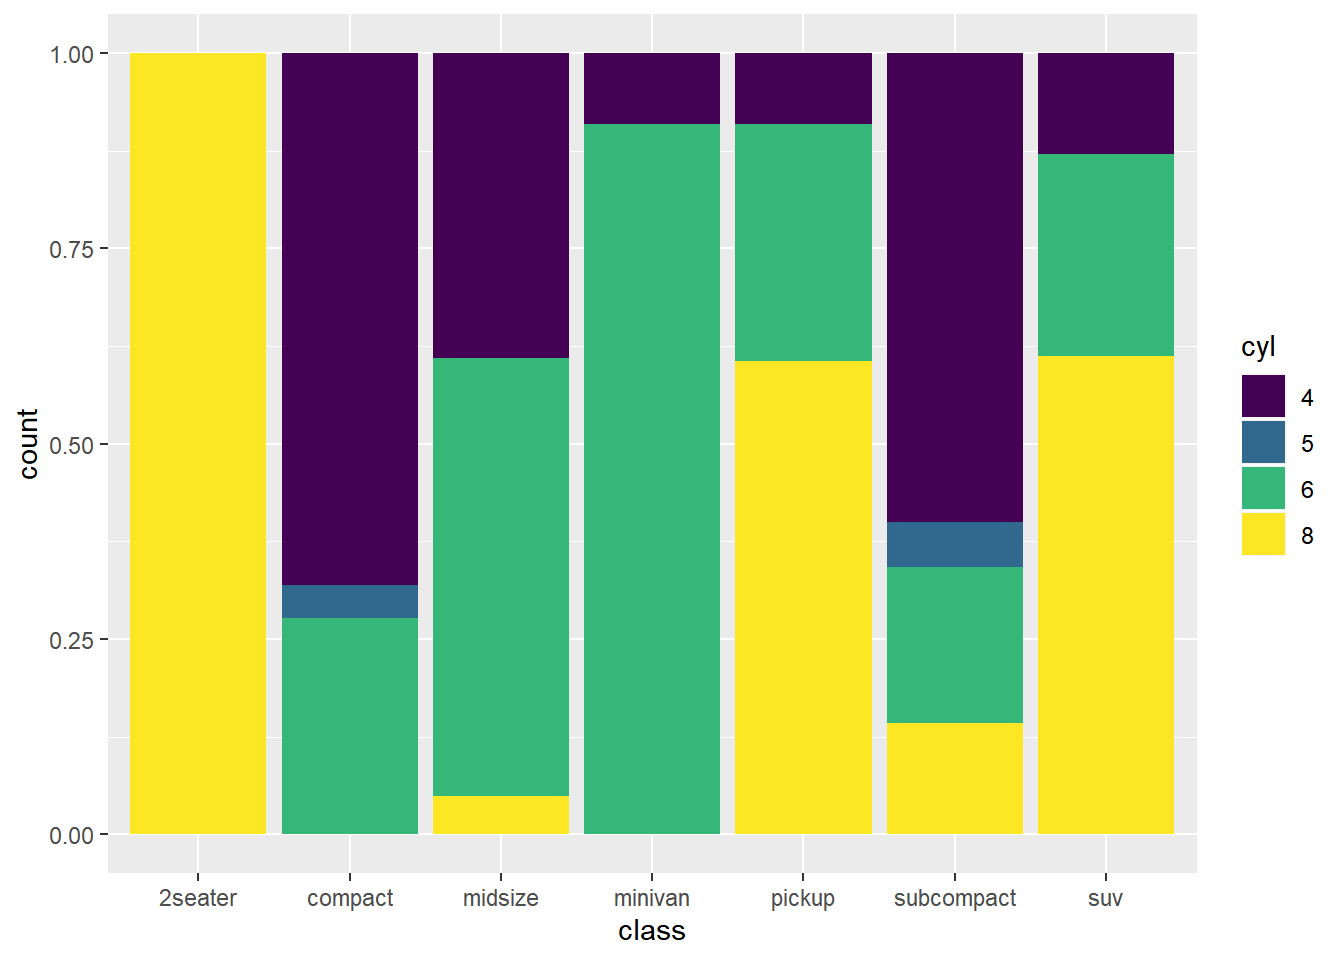 1.00
0.75
0.50
0.25
0.00
count
2seater compact midsize minivan pickup subcompact suv
class
cyl
4
5
6
8